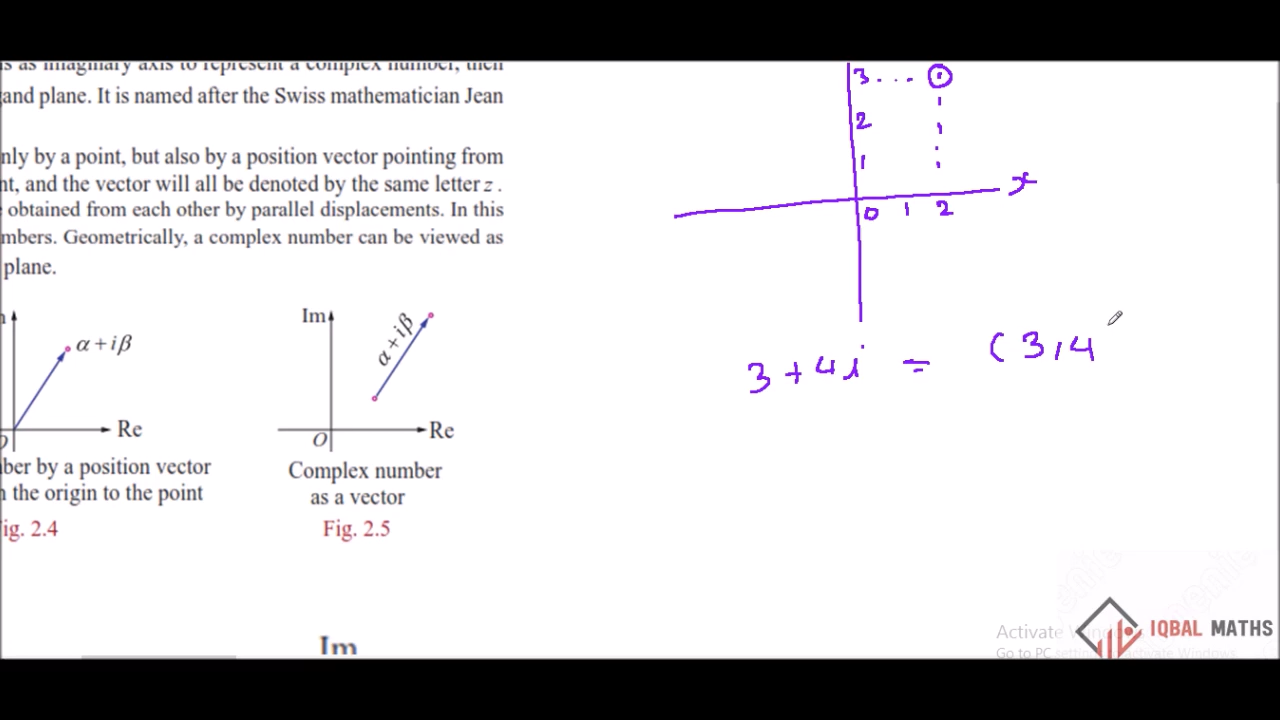 is as imaginary axis to represent a complex number, then
gand plane. It is named after the Swiss mathematician Jean
nly by a point, but also by a position vector pointing from
nt, and the vector will all be denoted by the same letter z .
obtained from each other by parallel displacements. In this
mbers. Geometrically, a complex number can be viewed as
plane.
α + iβ
Re
ber by a position vector
n the origin to the point
ig. 2.4
Im
α + iβ
O
Re
Complex number
as a vector
Fig. 2.5
Im
3
2
1
x
0 1 2
3 + 4i = (3,4
Activate Windows
Go to PC settings to activate Windows.
IQBAL MATHS